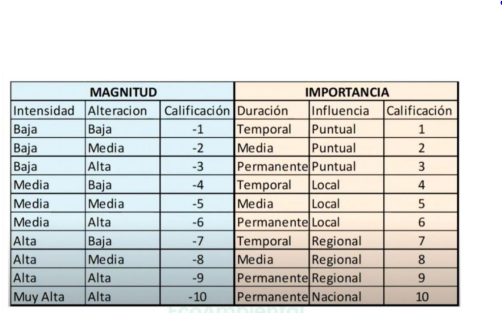 MAGNITUD IMPORTANCIA
Intensidad Alteracion Calificación Duración Influencia Calificación
Baja Baja -1 Temporal Puntual 1
Baja Media -2 Media Puntual 2
Baja Alta -3 Permanente Puntual 3
Media Baja -4 Temporal Local 4
Media Media -5 Media Local 5
Media Alta -6 Permanente Local 6
Alta Baja -7 Temporal Regional 7
Alta Media -8 Media Regional 8
Alta Alta -9 Permanente Regional 9
Muy Alta Alta -10 Permanente Nacional 10
EcoAmbiental